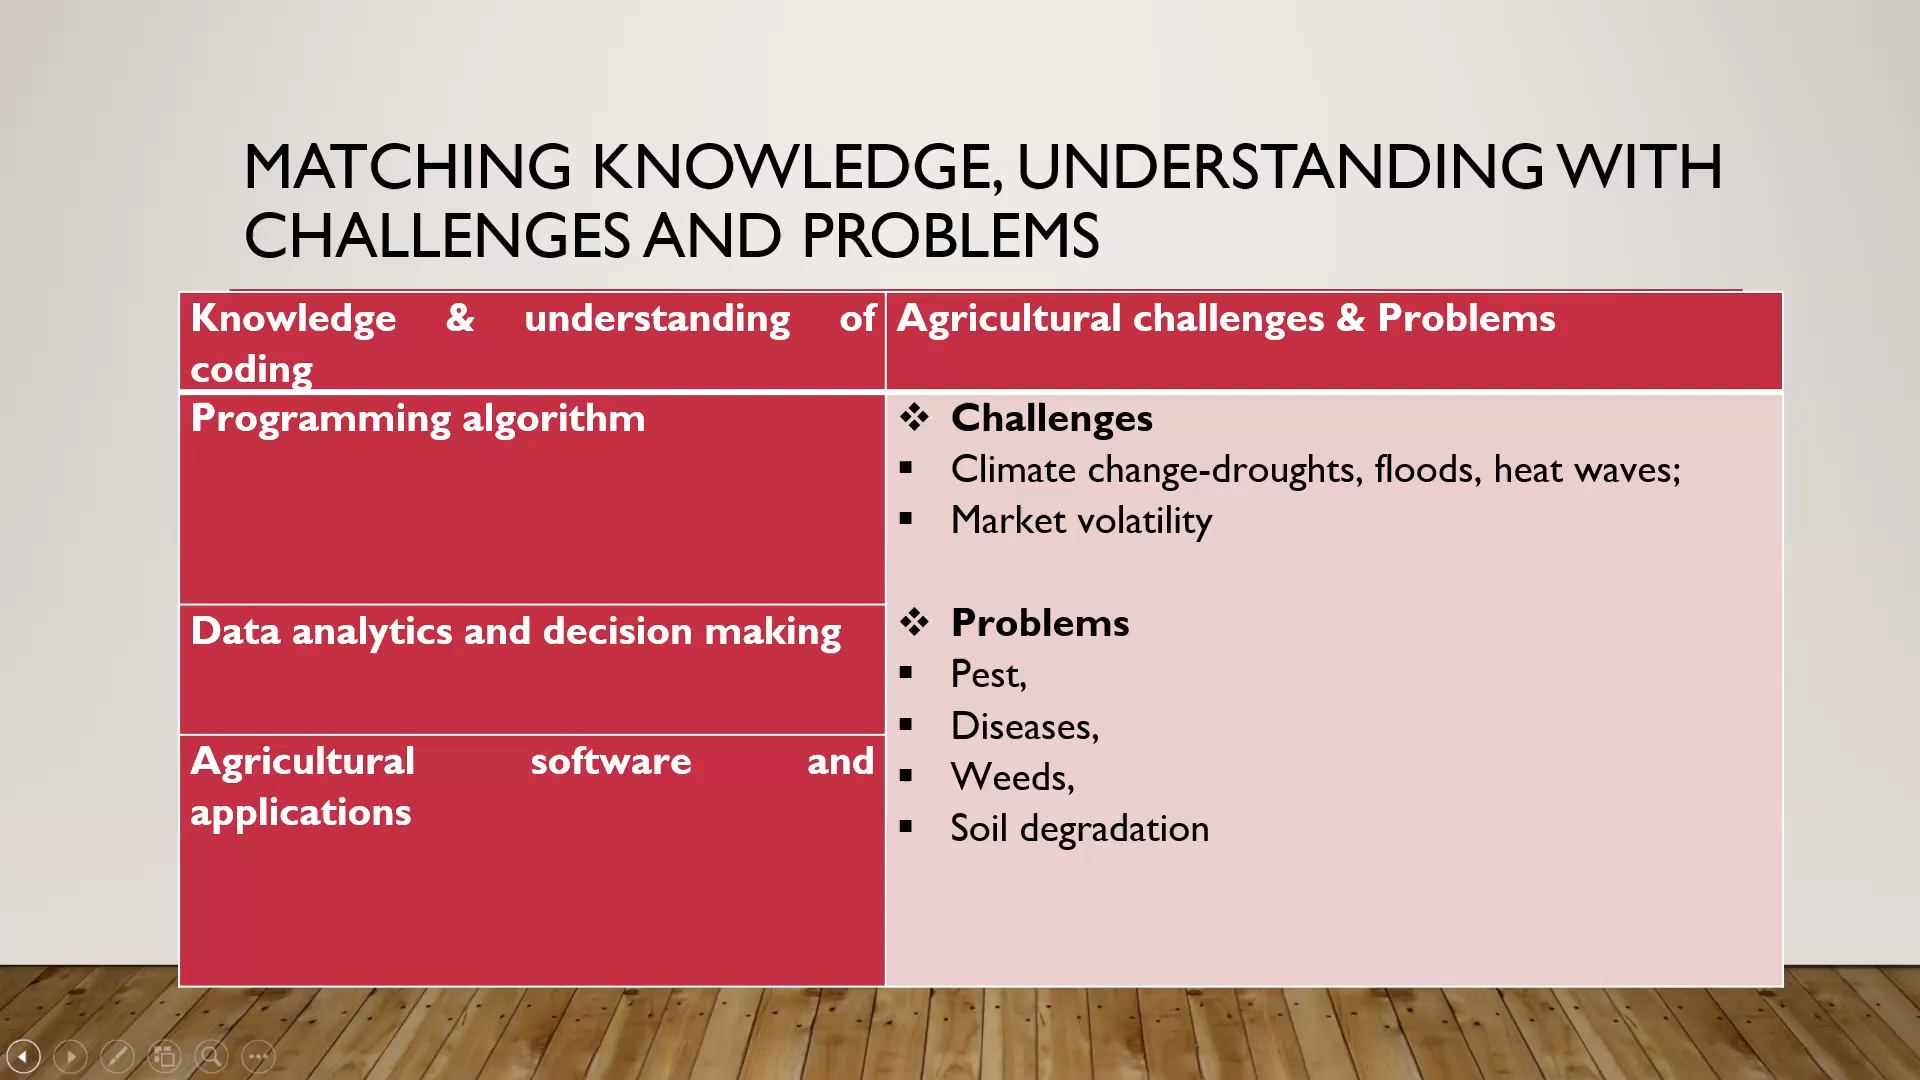 MATCHING KNOWLEDGE, UNDERSTANDING WITH
CHALLENGES AND PROBLEMS
Knowledge & understanding of
coding
Agricultural challenges & Problems
Programming algorithm
Data analytics and decision making
Agricultural software and
applications
❖ Challenges
▪ Climate change-droughts, floods, heat waves;
▪ Market volatility
❖ Problems
▪ Pest,
▪ Diseases,
▪ Weeds,
▪ Soil degradation